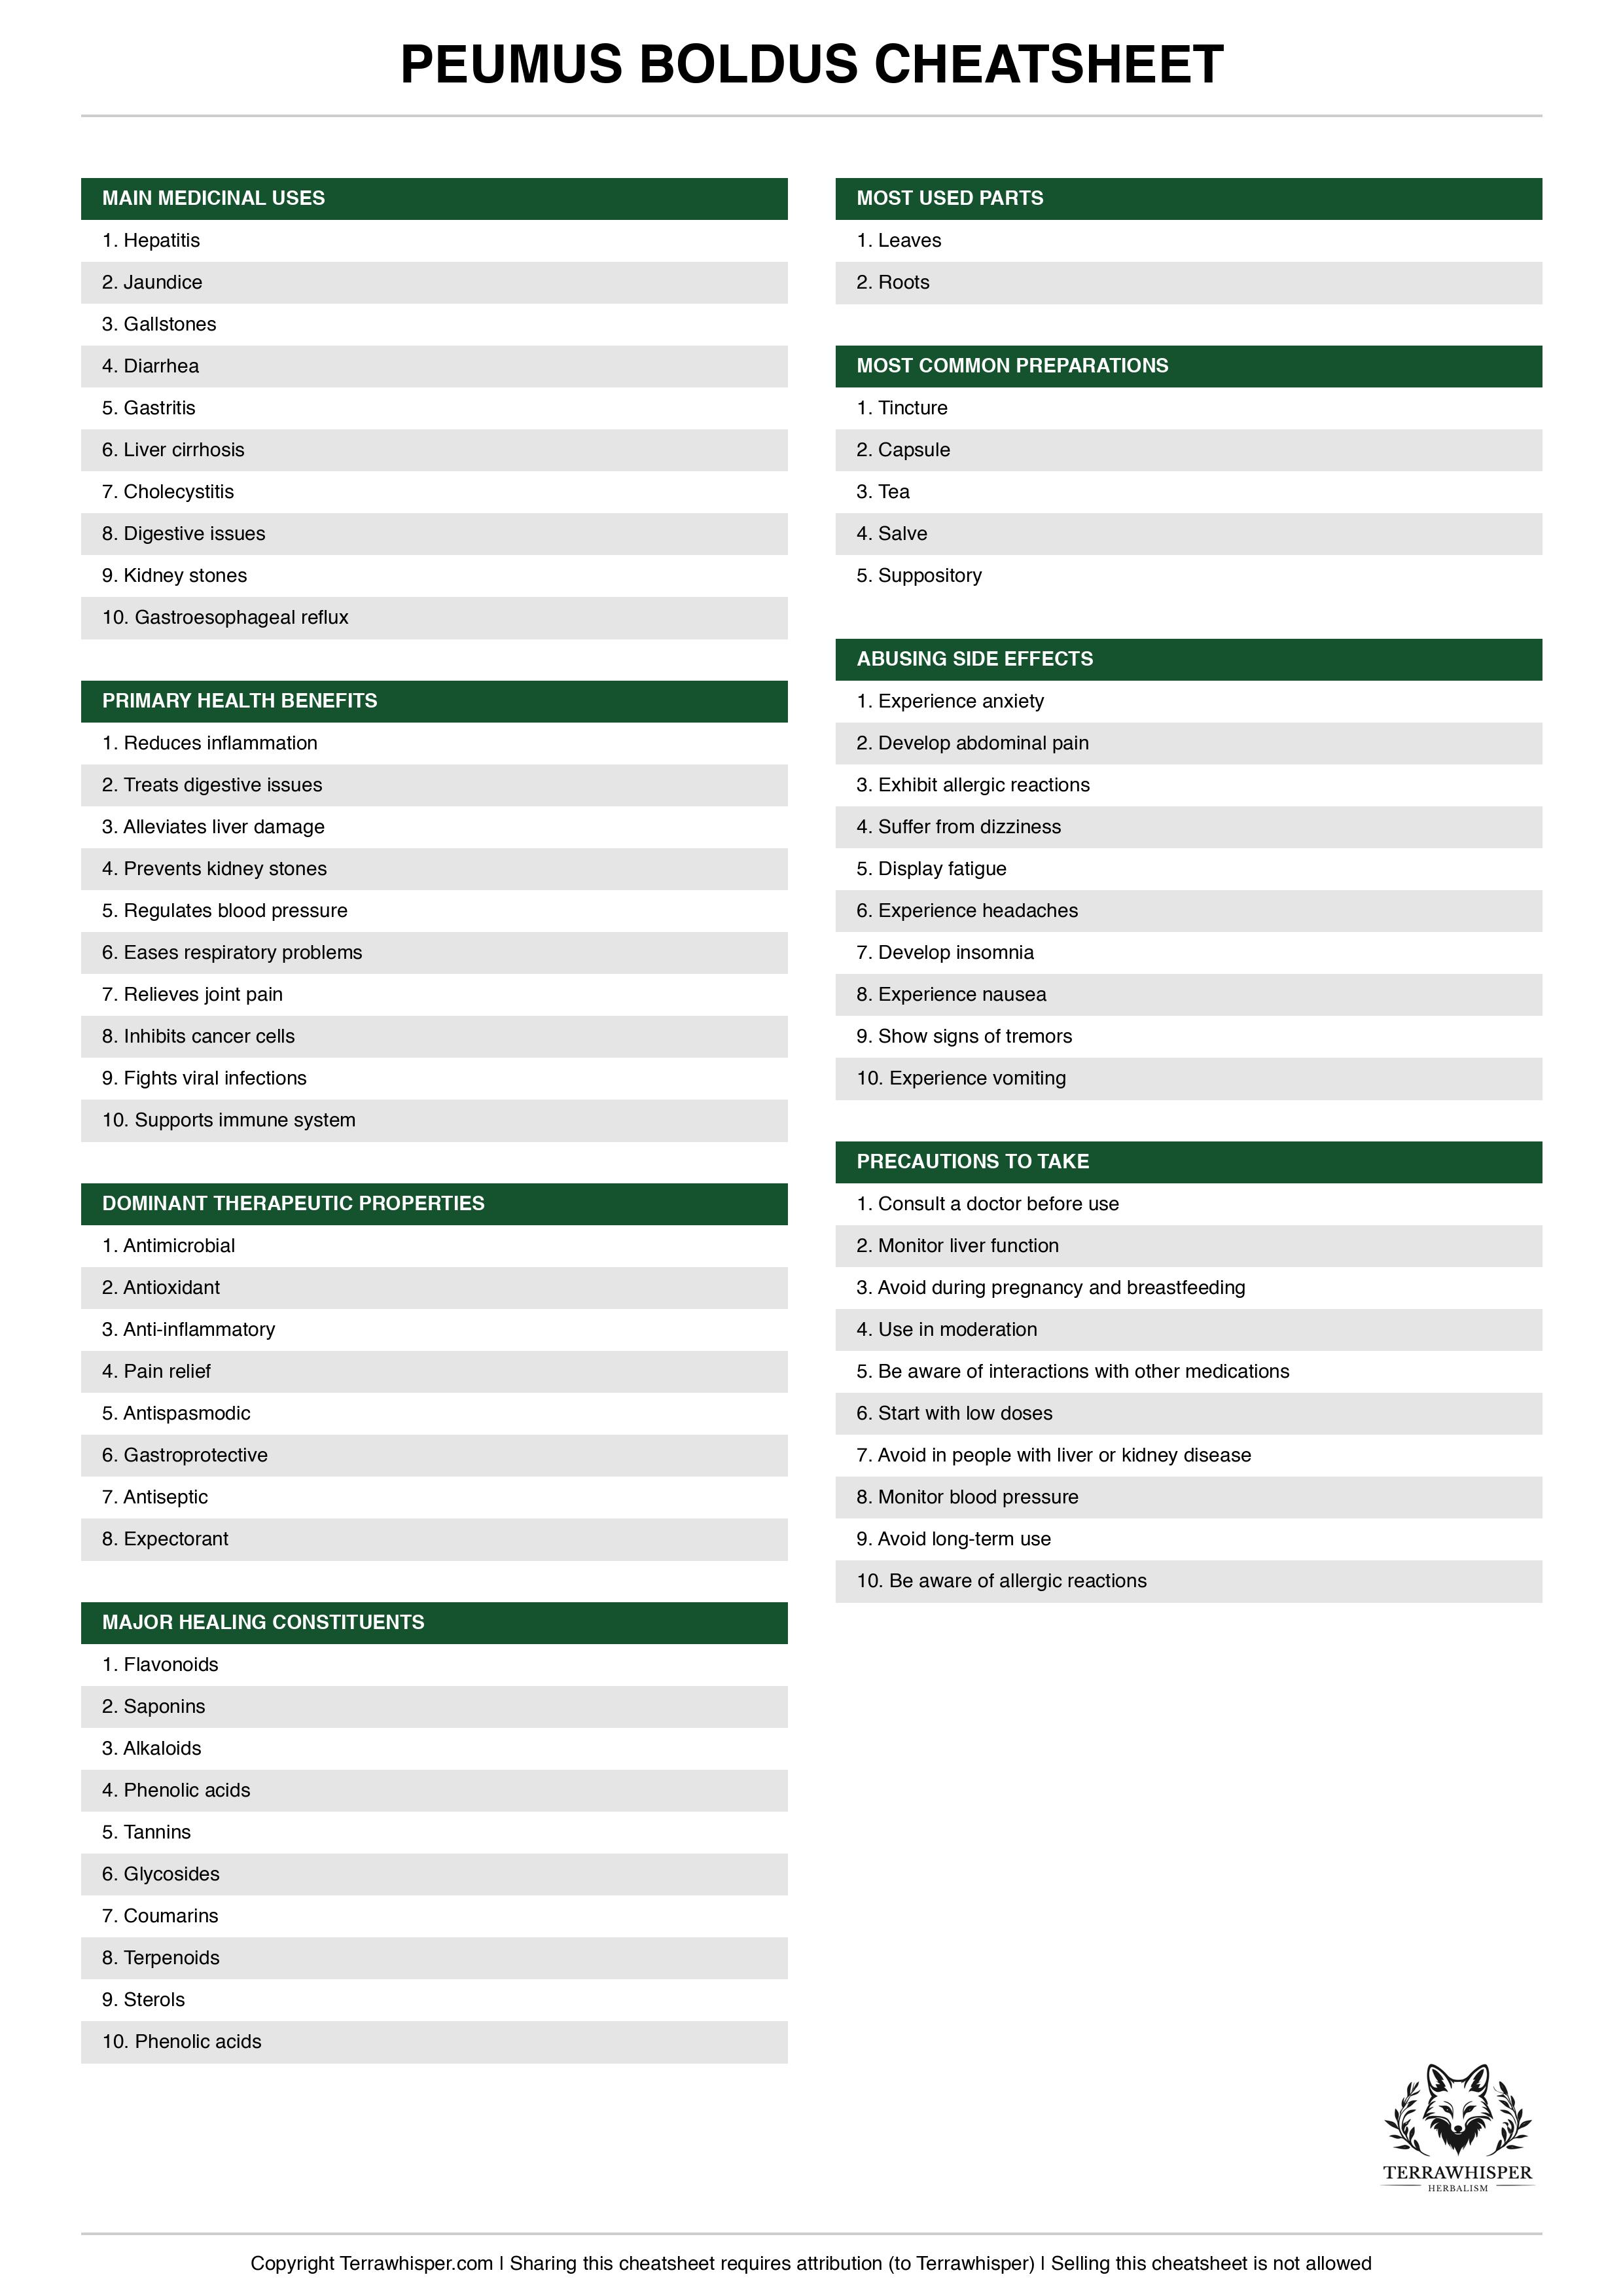 PEUMUS BOLDUS CHEATSHEET
MAIN MEDICINAL USES
1. Hepatitis
2. Jaundice
3. Gallstones
4. Diarrhea
5. Gastritis
6. Liver cirrhosis
7. Cholecystitis
8. Digestive issues
9. Kidney stones
10. Gastroesophageal reflux
PRIMARY HEALTH BENEFITS
1. Reduces inflammation
2. Treats digestive issues
3. Alleviates liver damage
4. Prevents kidney stones
5. Regulates blood pressure
6. Eases respiratory problems
7. Relieves joint pain
8. Inhibits cancer cells
9. Fights viral infections
10. Supports immune system
DOMINANT THERAPEUTIC PROPERTIES
1. Antimicrobial
2. Antioxidant
3. Anti-inflammatory
4. Pain relief
5. Antispasmodic
6. Gastroprotective
7. Antiseptic
8. Expectorant
MAJOR HEALING CONSTITUENTS
1. Flavonoids
2. Saponins
3. Alkaloids
4. Phenolic acids
5. Tannins
6. Glycosides
7. Coumarins
8. Terpenoids
9. Sterols
10. Phenolic acids
MOST USED PARTS
1. Leaves
2. Roots
MOST COMMON PREPARATIONS
1. Tincture
2. Capsule
3. Tea
4. Salve
5. Suppository
ABUSING SIDE EFFECTS
1. Experience anxiety
2. Develop abdominal pain
3. Exhibit allergic reactions
4. Suffer from dizziness
5. Display fatigue
6. Experience headaches
7. Develop insomnia
8. Experience nausea
9. Show signs of tremors
10. Experience vomiting
PRECAUTIONS TO TAKE
1. Consult a doctor before use
2. Monitor liver function
3. Avoid during pregnancy and breastfeeding
4. Use in moderation
5. Be aware of interactions with other medications
6. Start with low doses
7. Avoid in people with liver or kidney disease
8. Monitor blood pressure
9. Avoid long-term use
10. Be aware of allergic reactions
TERRAWHISPER
HERBALISM
Copyright Terrawhisper.com | Sharing this cheatsheet requires attribution (to Terrawhisper) | Selling this cheatsheet is not allowed